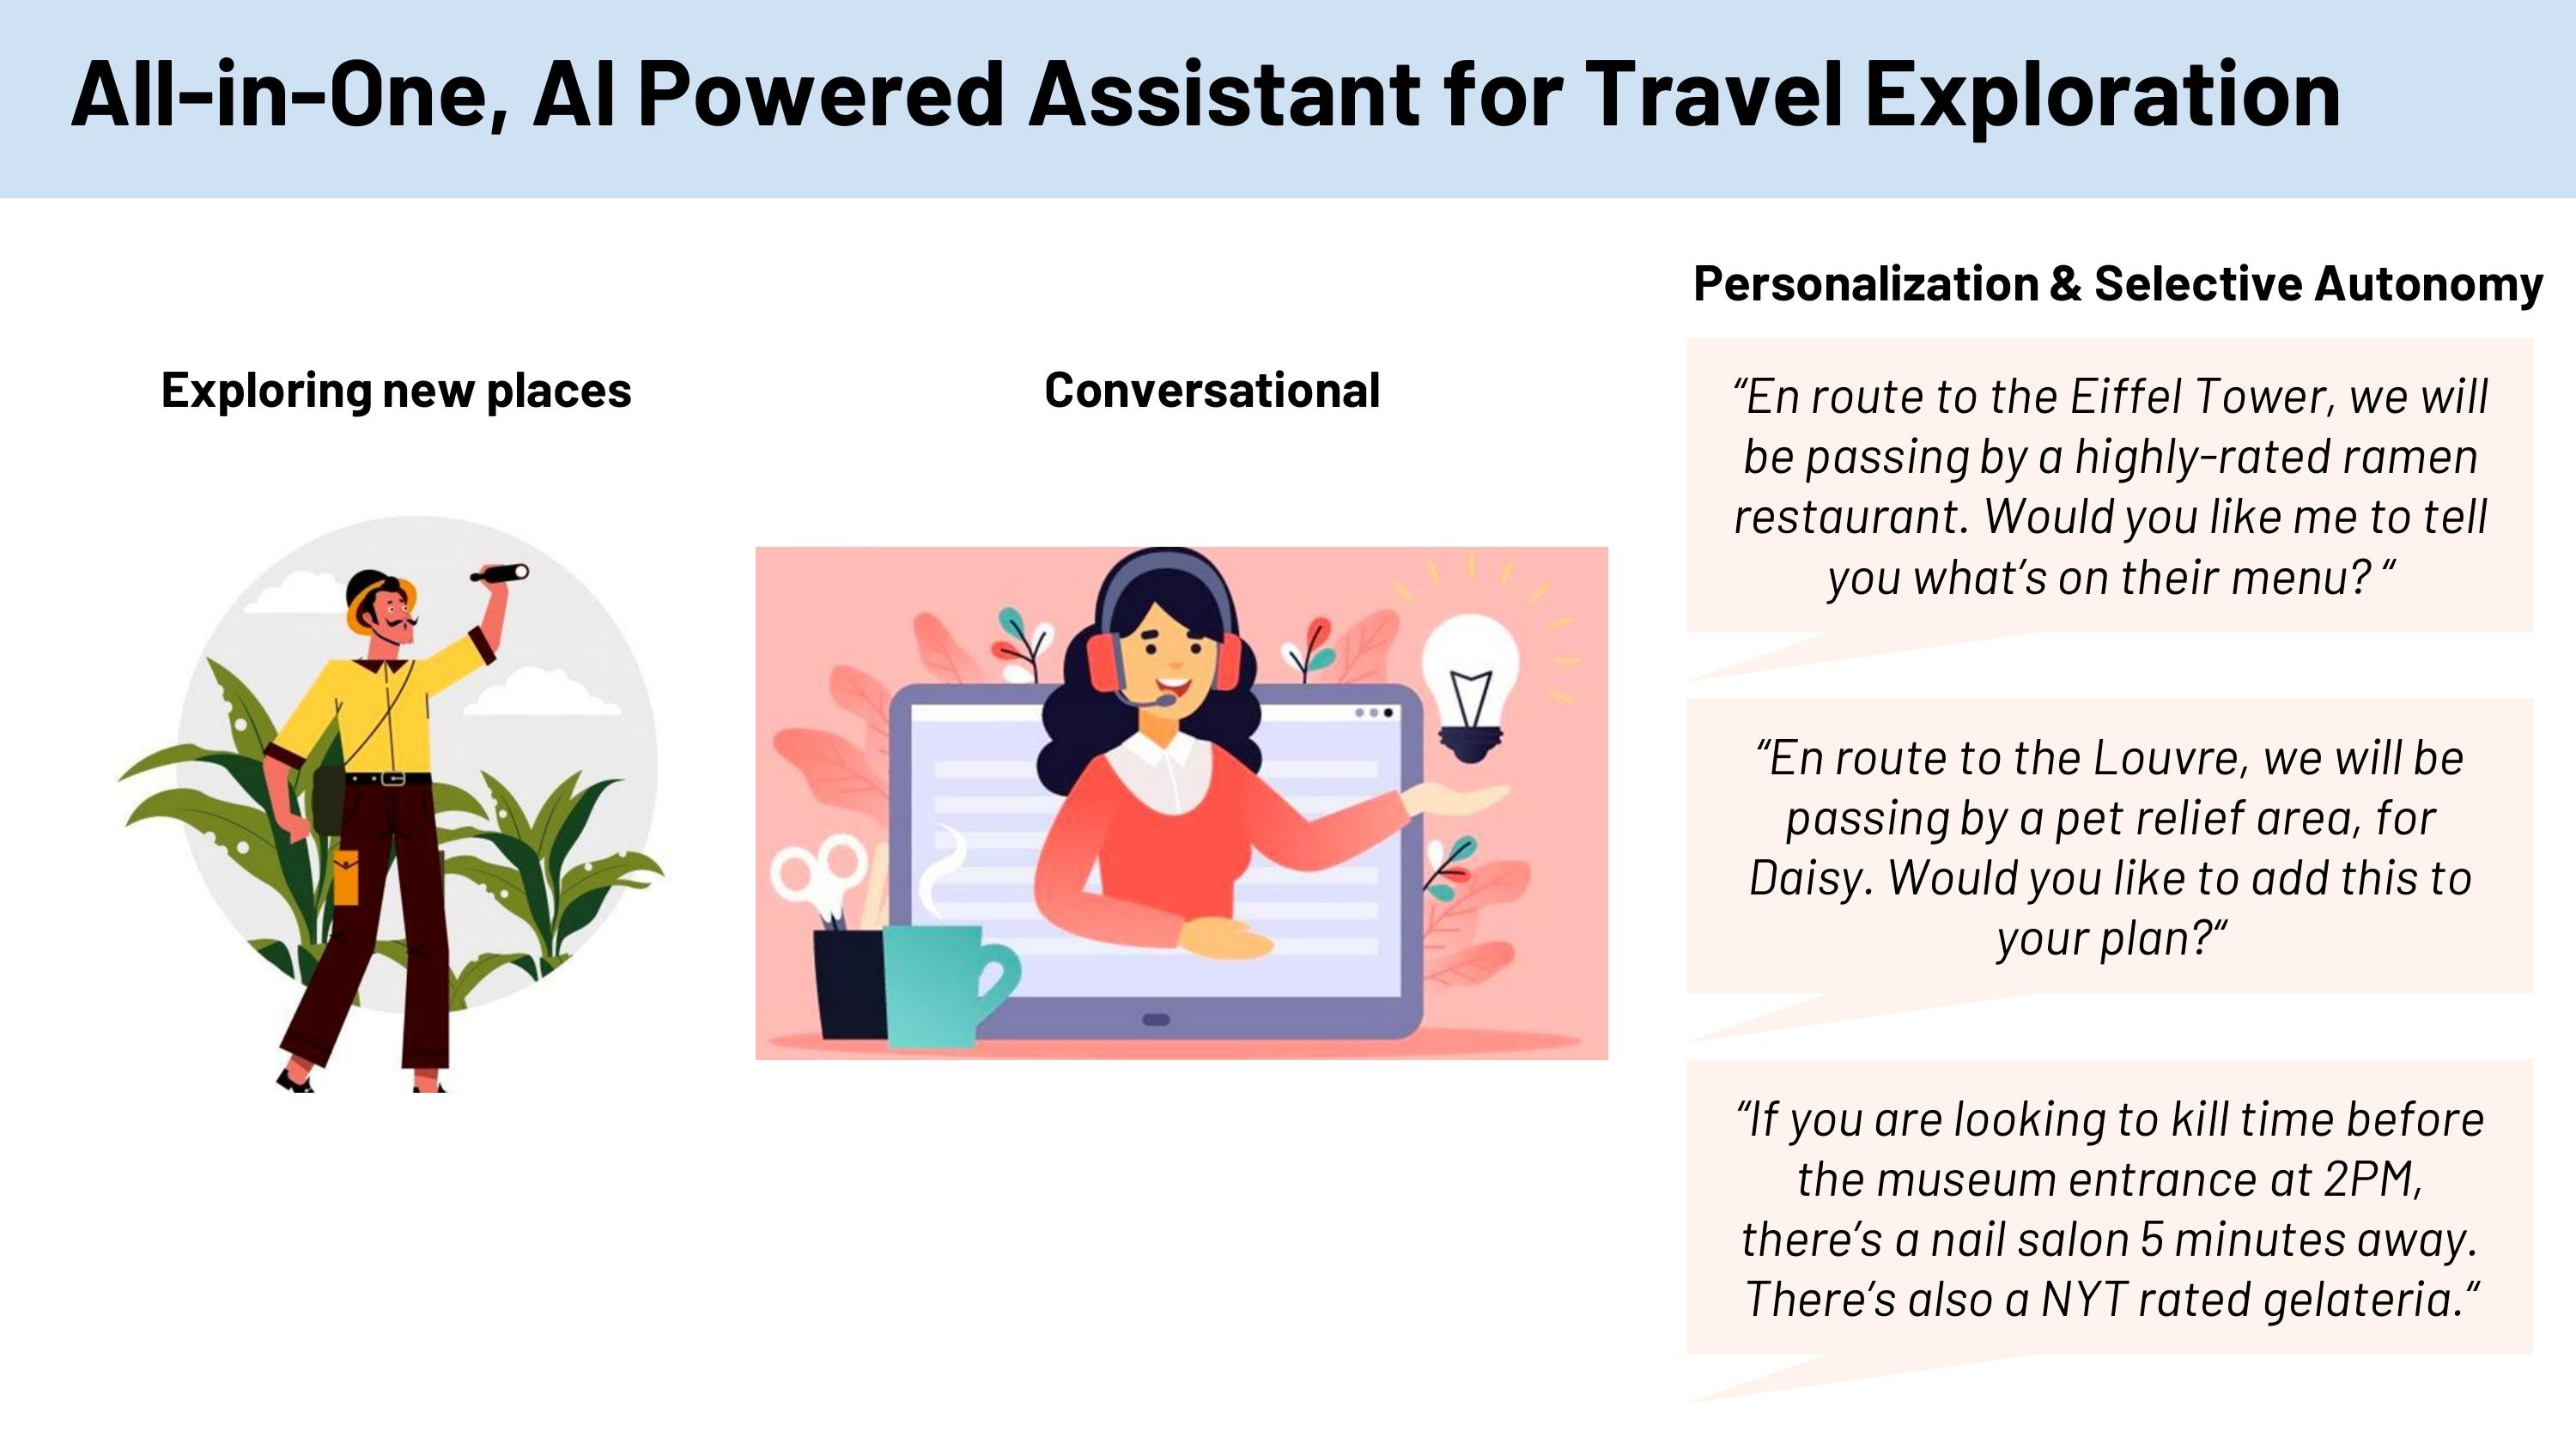 All-in-One, AI Powered Assistant for Travel Exploration
Exploring new places
Conversational
Personalization & Selective Autonomy
“En route to the Eiffel Tower, we will
be passing by a highly-rated ramen
restaurant. Would you like me to tell
you what’s on their menu? “
“En route to the Louvre, we will be
passing by a pet relief area, for
Daisy. Would you like to add this to
your plan?“
“If you are looking to kill time before
the museum entrance at 2PM,
there’s a nail salon 5 minutes away.
There’s also a NYT rated gelateria.“